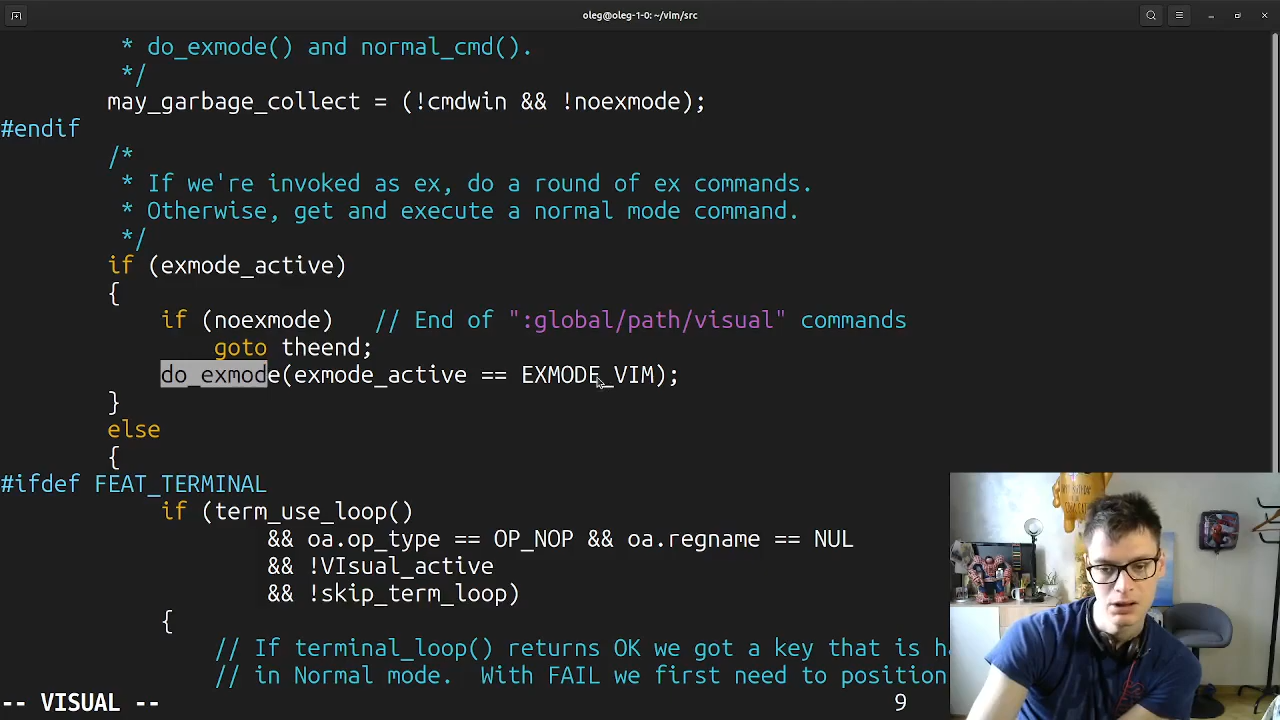 oleg@oleg-1-0: ~/vim/src
* do_exmode() and normal_cmd().
*/
may_garbage_collect = (!cmdwin && !noexmode);
#endif
/*
* If we're invoked as ex, do a round of ex commands.
* Otherwise, get and execute a normal mode command.
*/
if (exmode_active)
{
if (noexmode)   // End of ":global/path/visual" commands
goto theend;
do_exmode(exmode_active == EXMODE_VIM);
}
else
{
#ifdef FEAT_TERMINAL
if (term_use_loop()
&& oa.op_type == OP_NOP && oa.regname == NUL
&& !VIsual_active
&& !skip_term_loop)
{
// If terminal_loop() returns OK we got a key that is ha
// in Normal mode.  With FAIL we first need to position
-- VISUAL -- 9